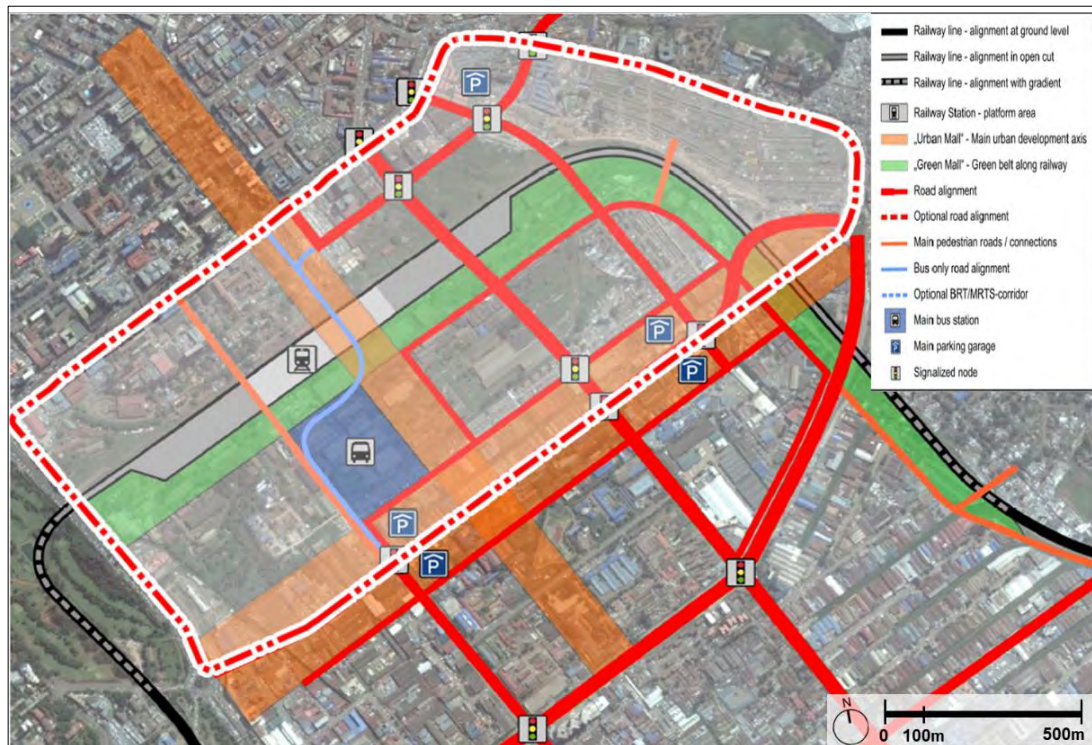 Railway line - alignment at ground level
Railway line - alignment in open cut
Railway line - alignment with gradient
Railway Station - platform area
„Urban Mall“ - Main urban development axis
„Green Mall“ - Green belt along railway
Road alignment
Optional road alignment
Main pedestrian roads / connections
Bus only road alignment
Optional BRT/MRTS-corridor
Main bus station
P Main parking garage
Signalized node
P
P
P
P
P
N
0 100m 500m